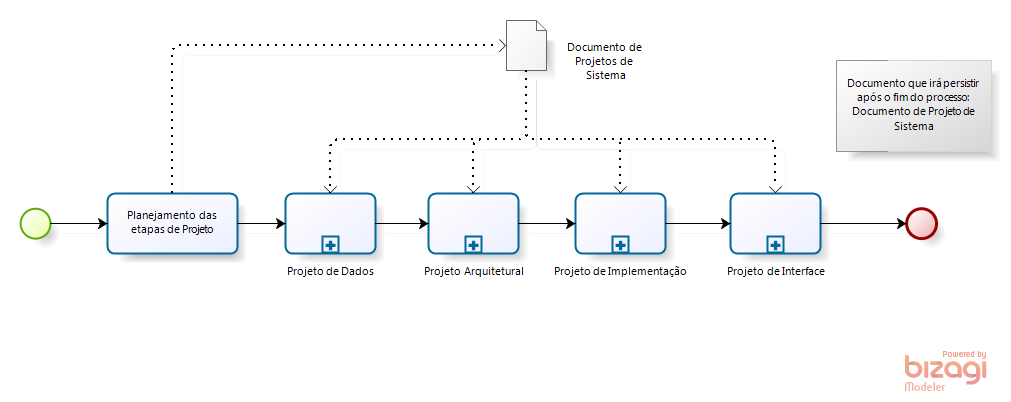 Documento de
Projetos de
Sistema
Documento que irá persistir
após o fim do processo:
Documento de Projeto de
Sistema
Planejamento das
etapas de Projeto
Projeto de Dados
Projeto Arquitetural
Projeto de Implementação
Projeto de Interface
Powered by
bizagi
Modeler